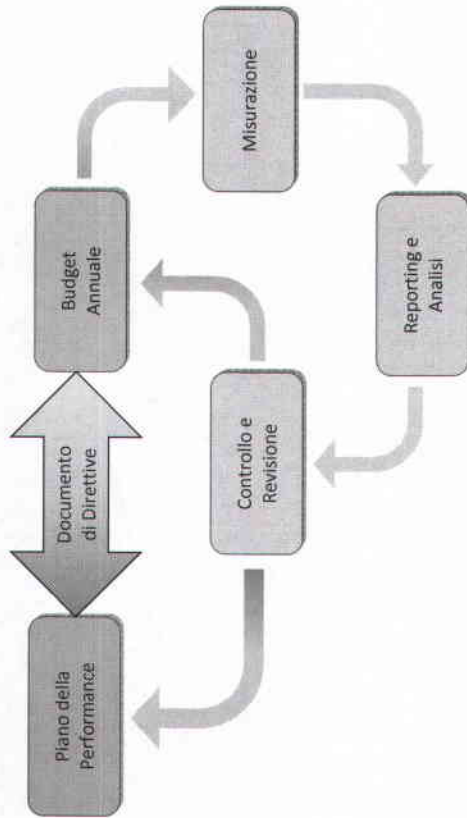 Piano della
Performance
Documento
di Direttive
Budget
Annuale
Misurazione
Controllo e
Revisione
Reporting e
Analisi